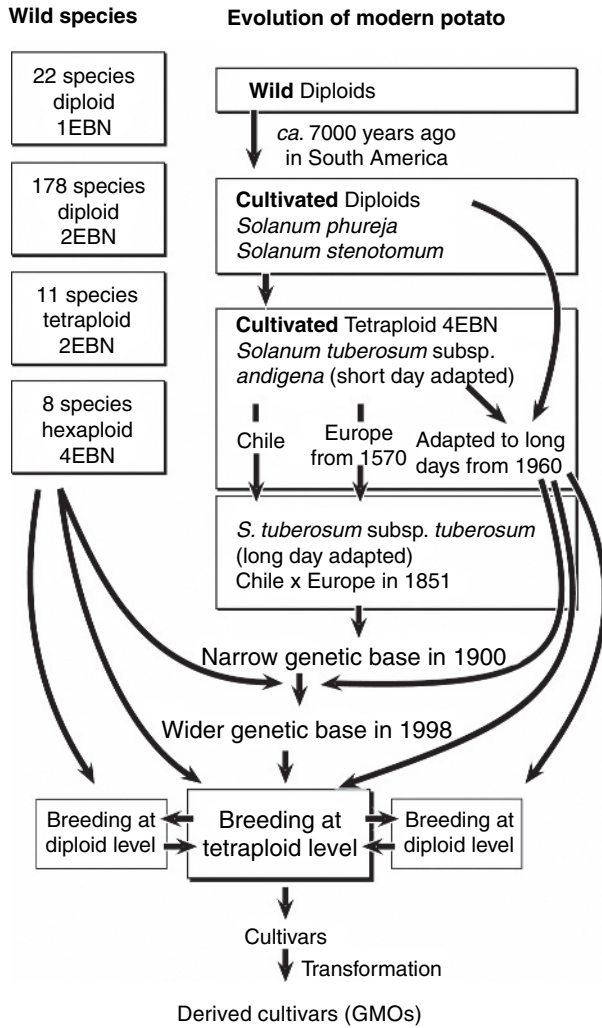 Wild species
Evolution of modern potato
22 species
diploid
1EBN
178 species
diploid
2EBN
11 species
tetraploid
2EBN
8 species
hexaploid
4EBN
Wild Diploids
ca. 7000 years ago
in South America
Cultivated Diploids
Solanum phureja
Solanum stenotomum
Cultivated Tetraploid 4EBN
Solanum tuberosum subsp.
andigena (short day adapted)
Chile
Europe
from 1570
Adapted to long
days from 1960
S. tuberosum subsp. tuberosum
(long day adapted)
Chile x Europe in 1851
Narrow genetic base in 1900
Wider genetic base in 1998
Breeding at
diploid level
Breeding at
tetraploid level
Breeding at
diploid level
Cultivars
Transformation
Derived cultivars (GMOs)